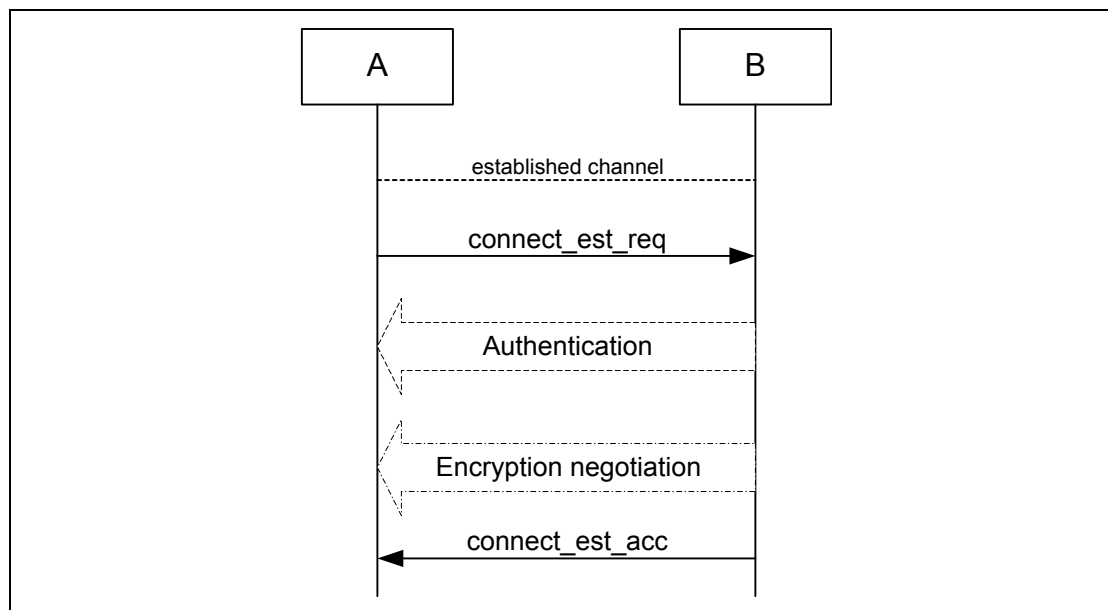 A
B
established channel
connect_est_req
Authentication
Encryption negotiation
connect_est_acc